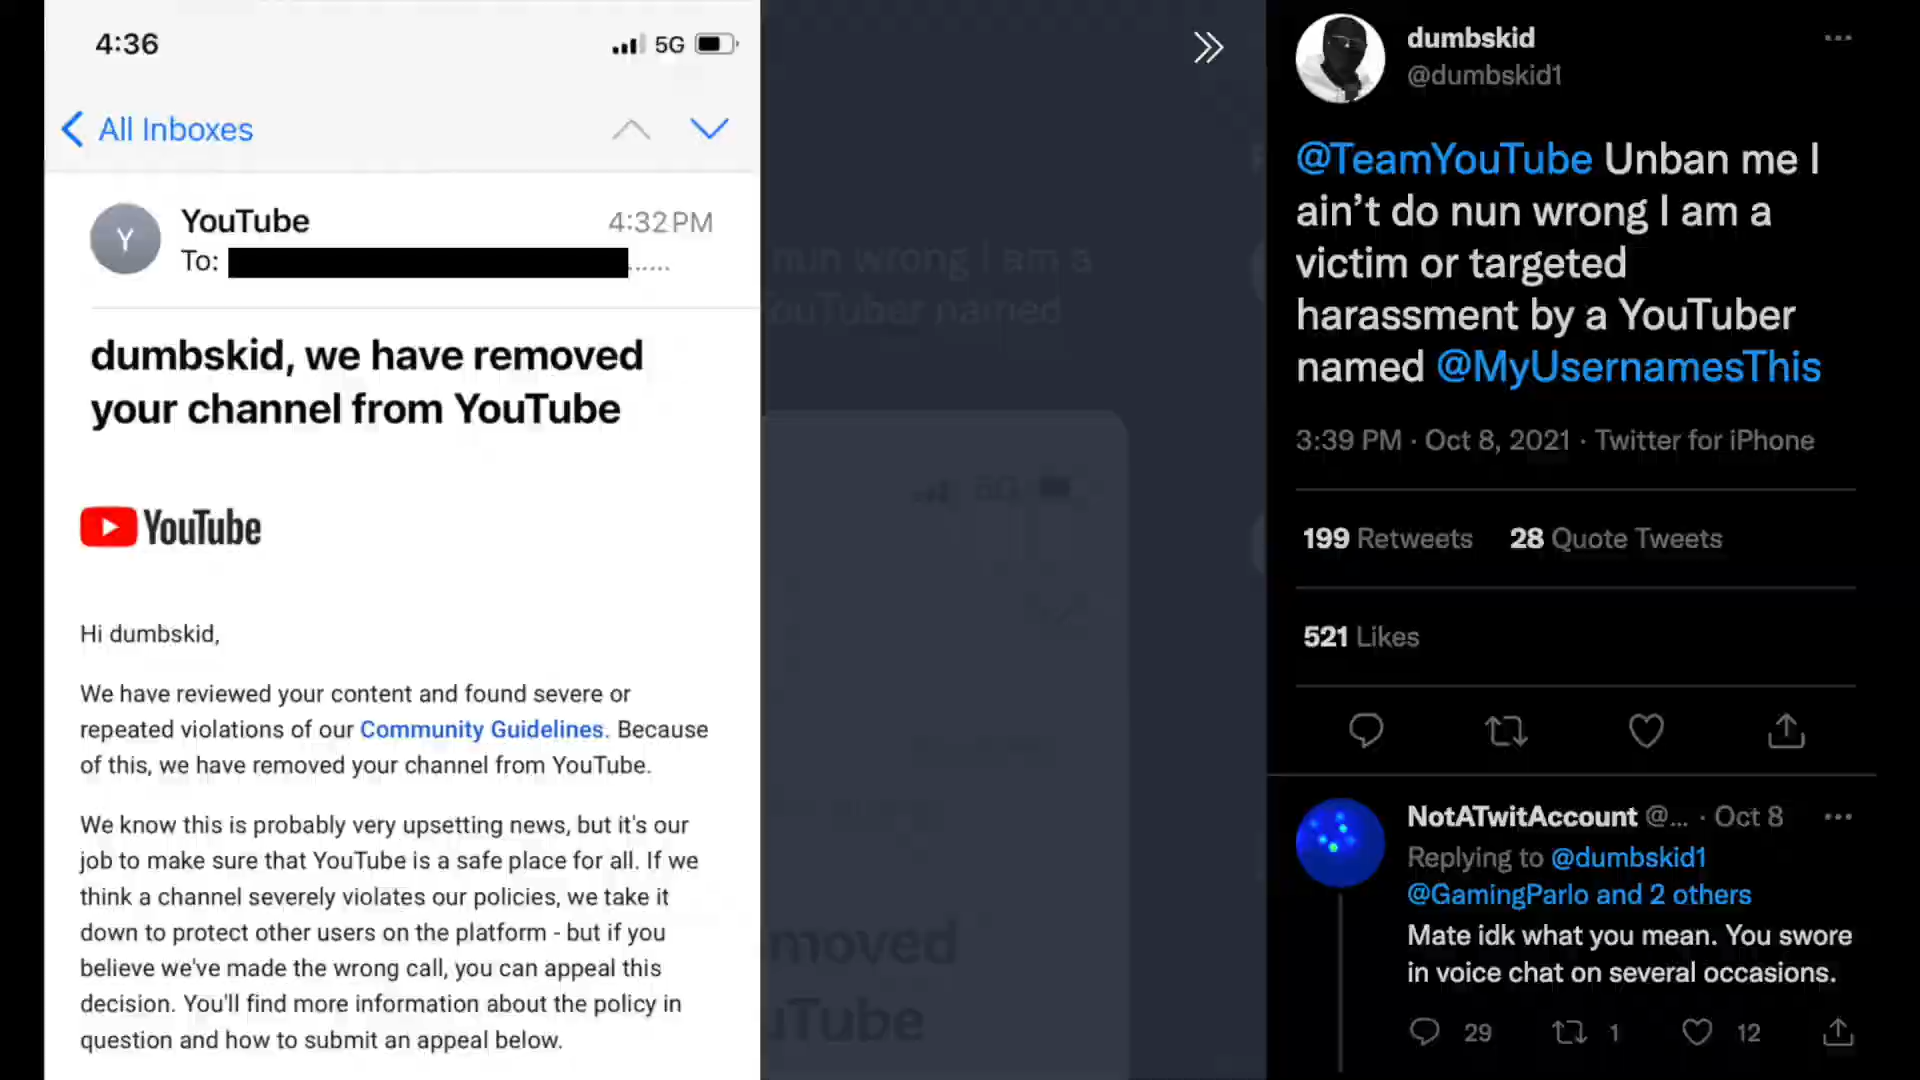 4:36
5G
All Inboxes
Y
YouTube
4:32 PM
To:
......
dumbskid, we have removed
your channel from YouTube
YouTube
Hi dumbskid,
We have reviewed your content and found severe or
repeated violations of our Community Guidelines. Because
of this, we have removed your channel from YouTube.
We know this is probably very upsetting news, but it's our
job to make sure that YouTube is a safe place for all. If we
think a channel severely violates our policies, we take it
down to protect other users on the platform - but if you
believe we've made the wrong call, you can appeal this
decision. You'll find more information about the policy in
question and how to submit an appeal below.
nun wrong I am a
YouTuber named
5G
moved
uTube
dumbskid
@dumbskid1
@TeamYouTube Unban me I
ain't do nun wrong I am a
victim or targeted
harassment by a YouTuber
named @MyUsernamesThis
3:39 PM · Oct 8, 2021 · Twitter for iPhone
199 Retweets 28 Quote Tweets
521 Likes
NotATwitAccount @... · Oct 8
Replying to @dumbskid1
@GamingParlo and 2 others
Mate idk what you mean. You swore
in voice chat on several occasions.
29 1 12